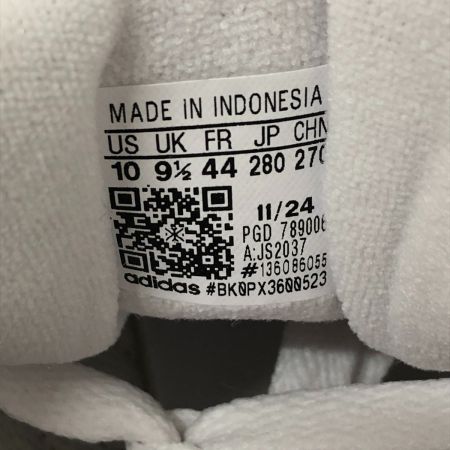 MADE IN INDONESIA
US UK FR JP CHN
10 9½ 44 280 270
11/24
PGD 789006
A:JS2037
#136086055
adidas #BK0PX3600523